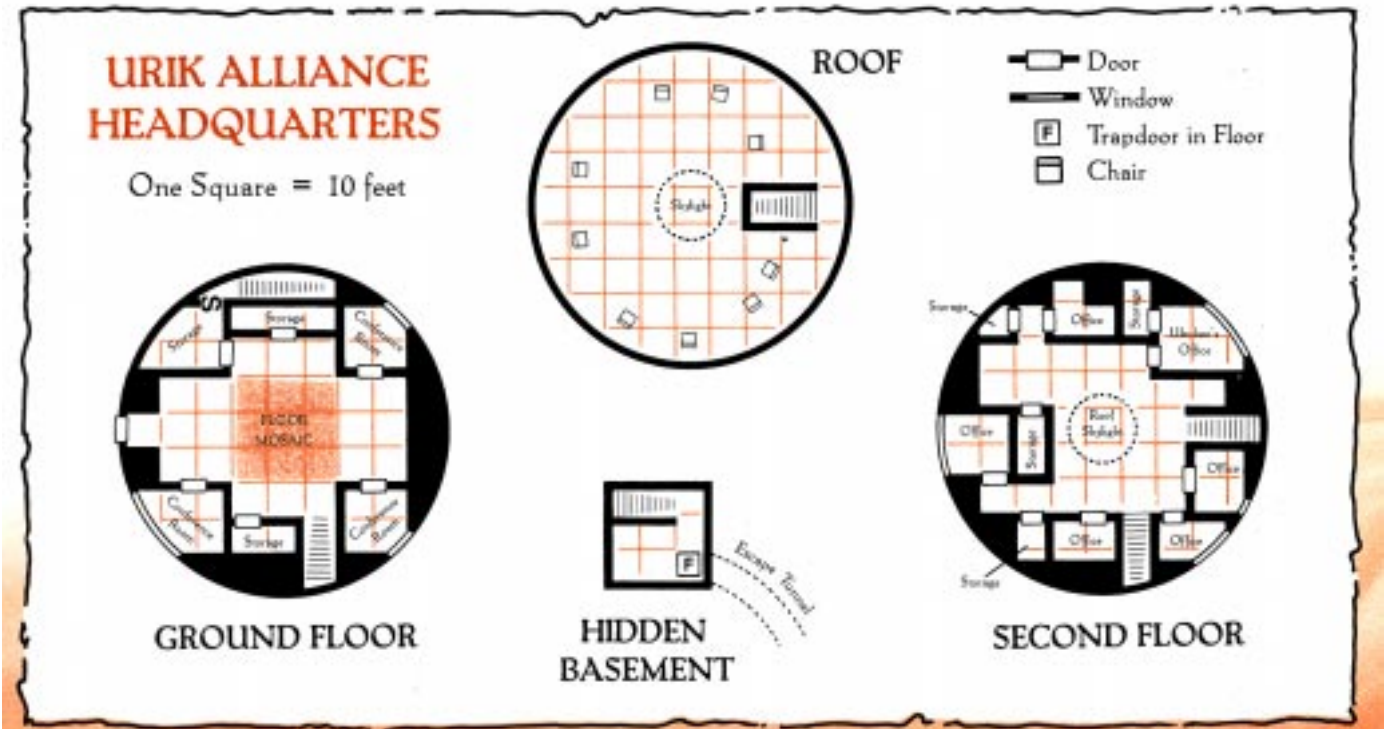 URIK ALLIANCE
HEADQUARTERS
One Square = 10 feet
ROOF
Skylight
Door
Window
F
Trapdoor in Floor
Chair
S
Storage
Storage
Conference
Room
FLOOR
MOSAIC
Conference
Room
Storage
Conference
Room
GROUND FLOOR
F
Escape Tunnel
HIDDEN
BASEMENT
Storage
Office
Storage
Office
Office
Storage
Roof
Skylight
Office
Office
Office
Storage
SECOND FLOOR